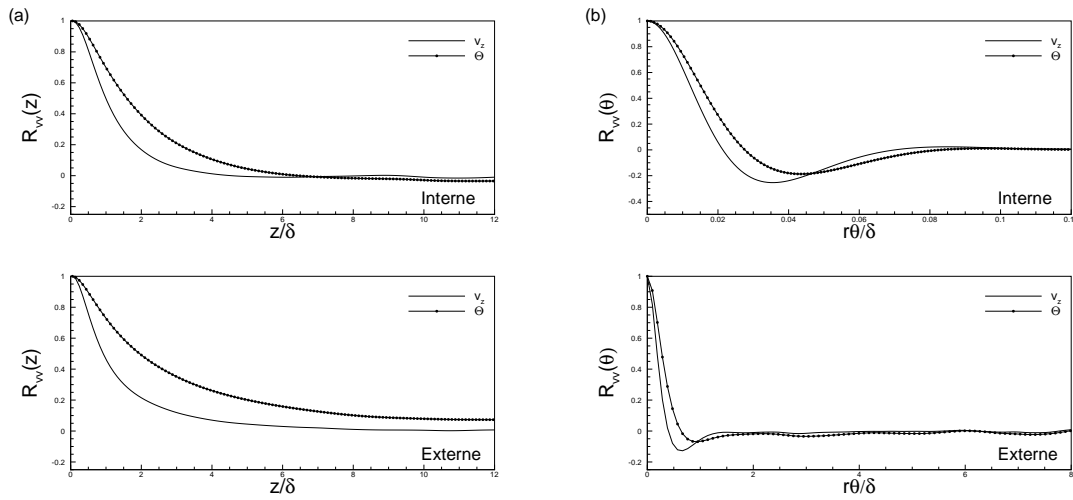 (a)
R_vv(z)
1
0.8
0.6
0.4
0.2
0
-0.2
0 2 4 6 8 10 12
z/δ
v_z
Θ
Interne
(b)
R_vv(θ)
1
0.8
0.6
0.4
0.2
0
-0.2
-0.4
0 0.02 0.04 0.06 0.08 0.1 0.1
rθ/δ
v_z
Θ
Interne
R_vv(z)
1
0.8
0.6
0.4
0.2
0
-0.2
0 2 4 6 8 10 12
z/δ
v_z
Θ
Externe
R_vv(θ)
1
0.8
0.6
0.4
0.2
0
-0.2
0 2 4 6 8
rθ/δ
v_z
Θ
Externe